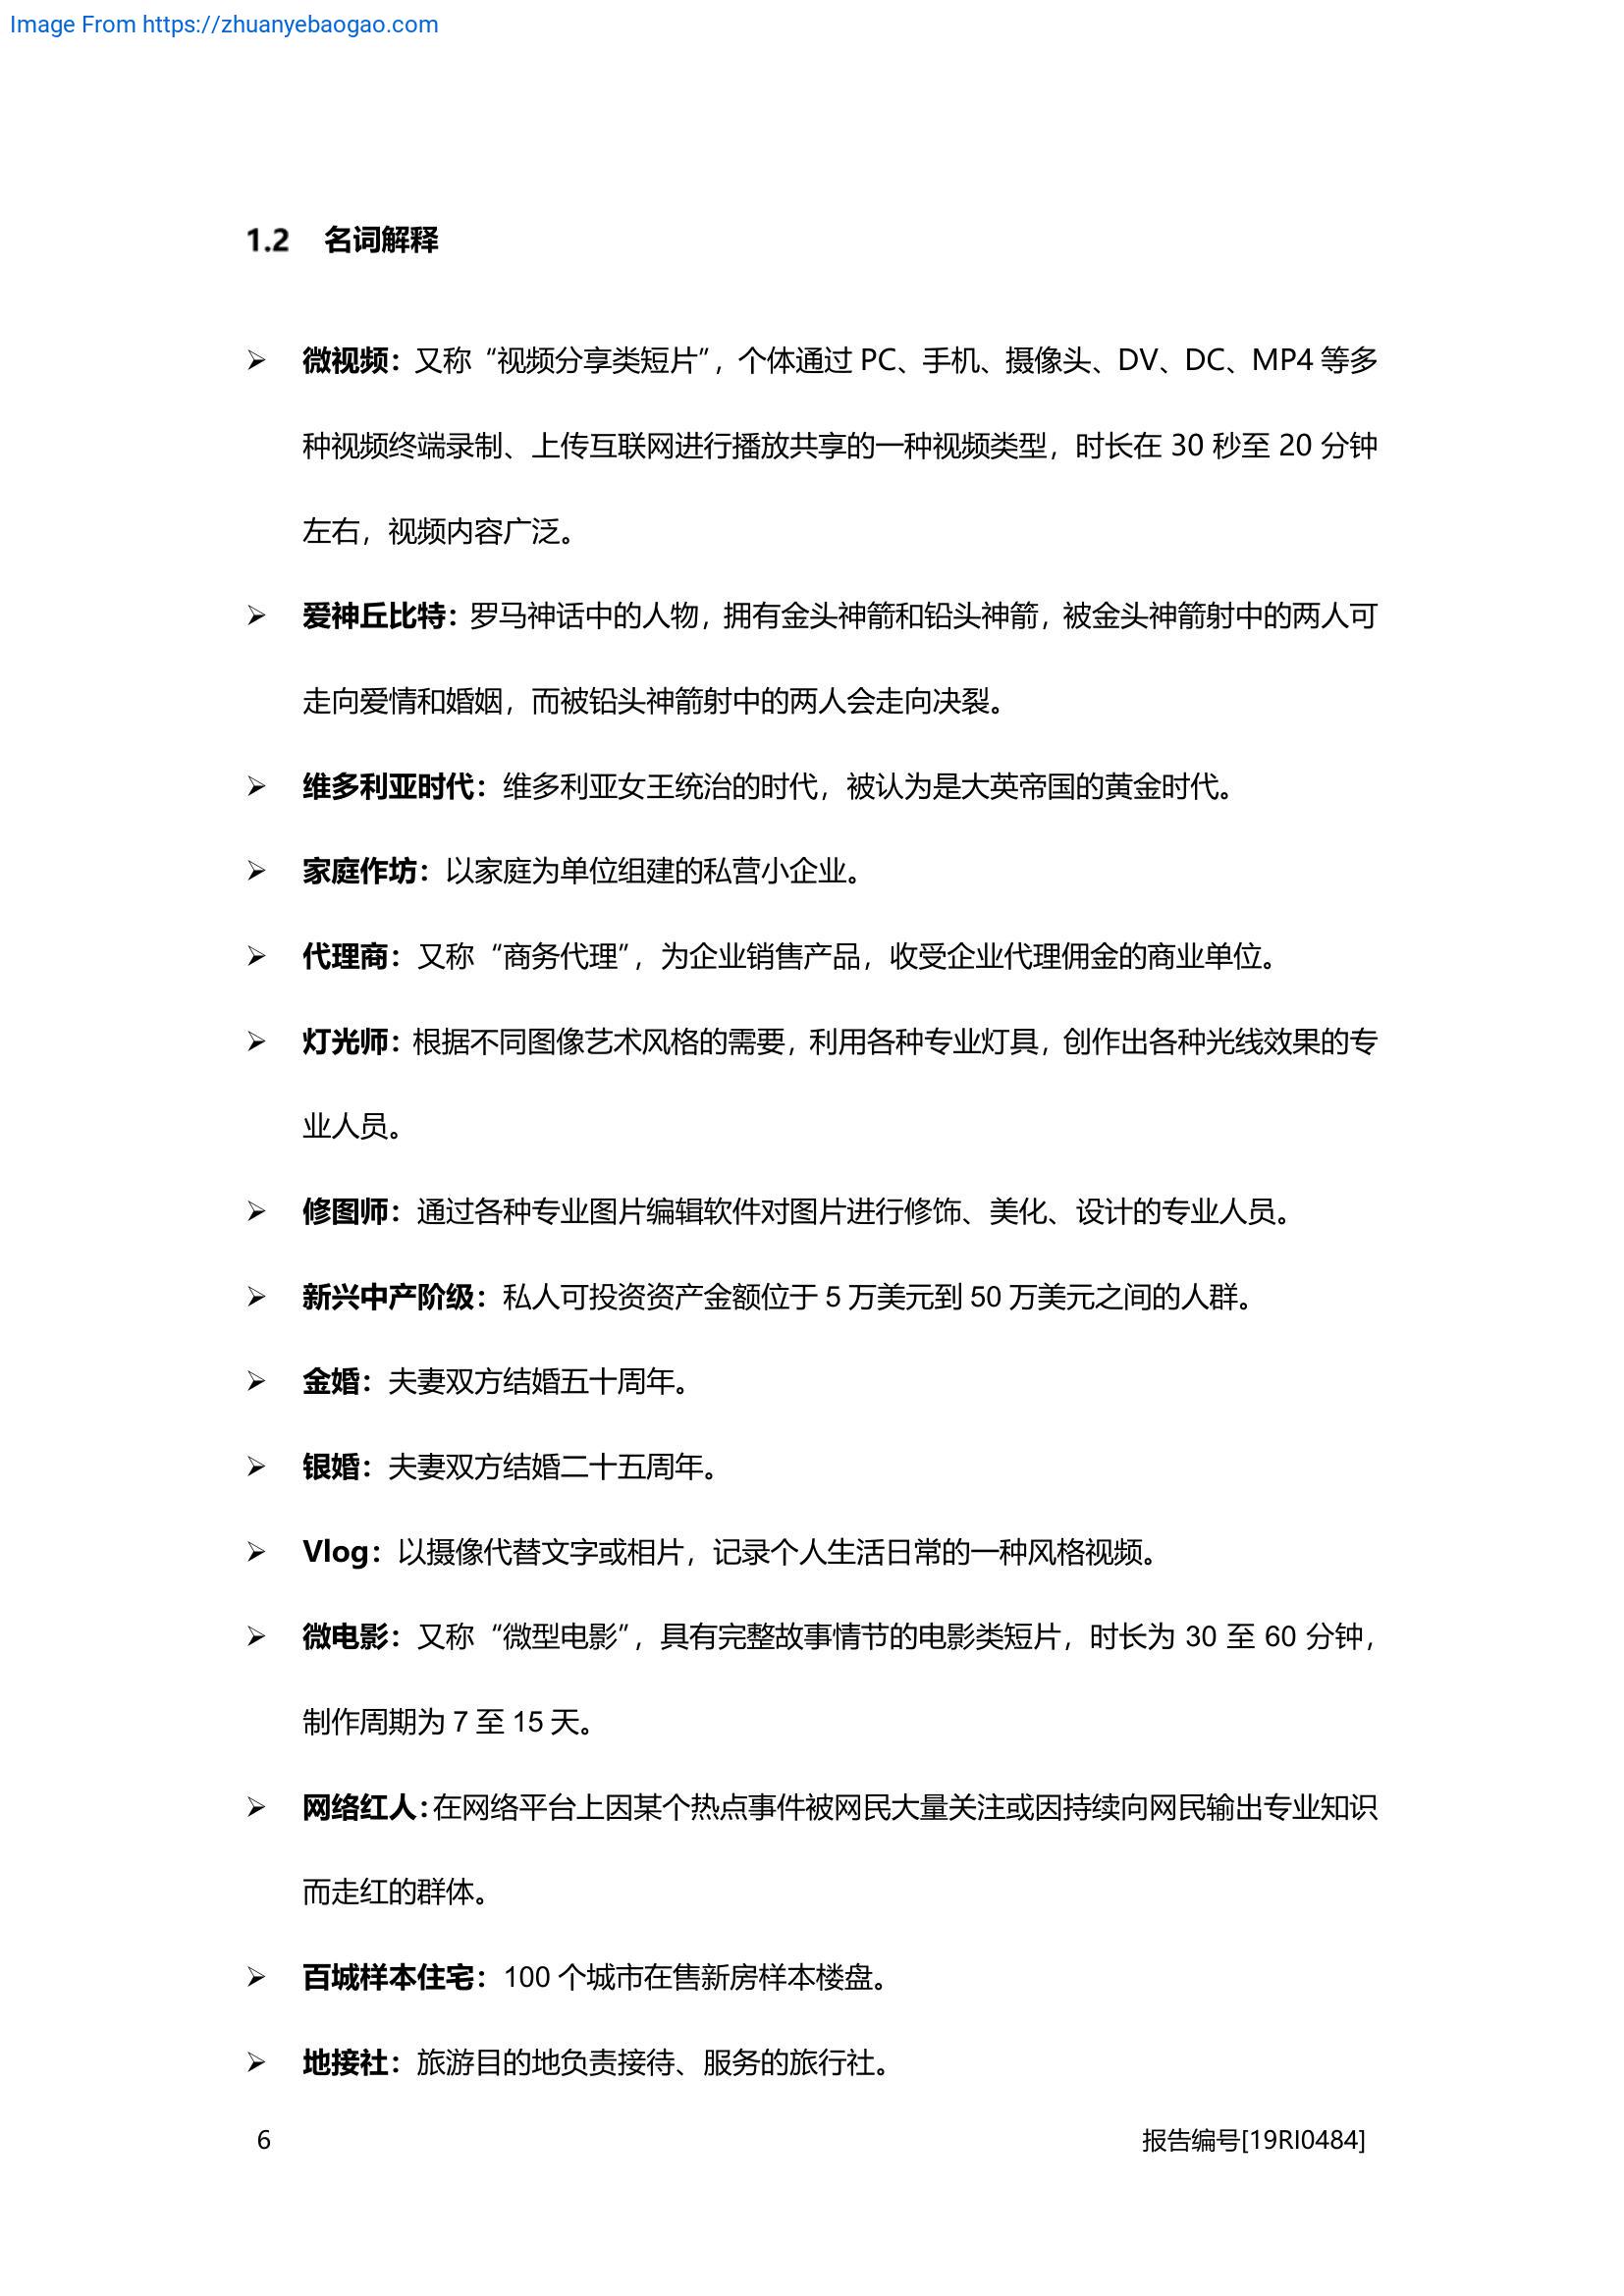 Image From https://zhuanyebaogao.com
1.2 名词解释
➢ 微视频：又称“视频分享类短片”，个体通过 PC、手机、摄像头、DV、DC、MP4 等多
种视频终端录制、上传互联网进行播放共享的一种视频类型，时长在 30 秒至 20 分钟
左右，视频内容广泛。
➢ 爱神丘比特：罗马神话中的人物，拥有金头神箭和铅头神箭，被金头神箭射中的两人可
走向爱情和婚姻，而被铅头神箭射中的两人会走向决裂。
➢ 维多利亚时代：维多利亚女王统治的时代，被认为是大英帝国的黄金时代。
➢ 家庭作坊：以家庭为单位组建的私营小企业。
➢ 代理商：又称“商务代理”，为企业销售产品，收受企业代理佣金的商业单位。
➢ 灯光师：根据不同图像艺术风格的需要，利用各种专业灯具，创作出各种光线效果的专
业人员。
➢ 修图师：通过各种专业图片编辑软件对图片进行修饰、美化、设计的专业人员。
➢ 新兴中产阶级：私人可投资资产金额位于 5 万美元到 50 万美元之间的人群。
➢ 金婚：夫妻双方结婚五十周年。
➢ 银婚：夫妻双方结婚二十五周年。
➢ Vlog：以摄像代替文字或相片，记录个人生活日常的一种风格视频。
➢ 微电影：又称“微型电影”，具有完整故事情节的电影类短片，时长为 30 至 60 分钟，
制作周期为 7 至 15 天。
➢ 网络红人：在网络平台上因某个热点事件被网民大量关注或因持续向网民输出专业知识
而走红的群体。
➢ 百城样本住宅：100 个城市在售新房样本楼盘。
➢ 地接社：旅游目的地负责接待、服务的旅行社。
6 报告编号[19RI0484]